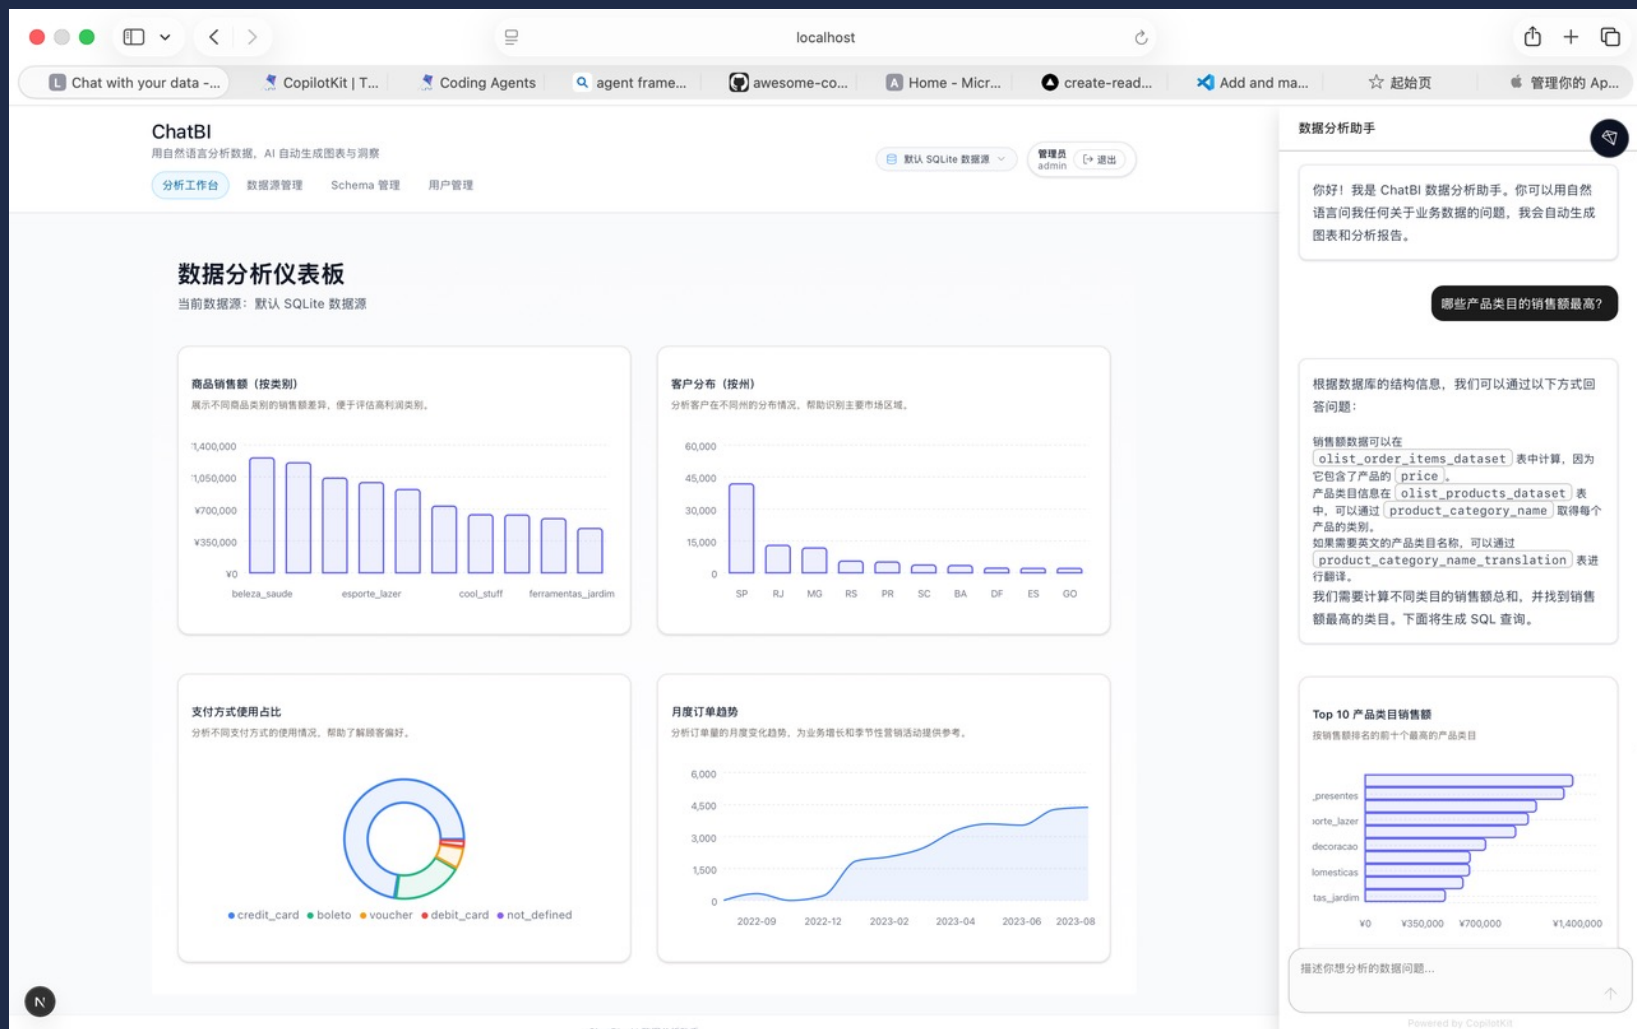 localhost
Chat with your data -...
CopilotKit | T...
Coding Agents
agent frame...
awesome-co...
Home - Micr...
create-read...
Add and ma...
起始页
管理你的 Ap...
ChatBI
用自然语言分析数据，AI 自动生成图表与洞察
默认 SQLite 数据源
管理员
admin
退出
分析工作台
数据源管理
Schema 管理
用户管理
数据分析仪表板
当前数据源：默认 SQLite 数据源
商品销售额（按类别）
展示不同商品类别的销售额差异，便于评估高利润类别。
1,400,000
1,050,000
¥700,000
¥350,000
¥0
beleza_saude
esporte_lazer
cool_stuff
ferramentas_jardim
客户分布（按州）
分析客户在不同州的分布情况，帮助识别主要市场区域。
60,000
45,000
30,000
15,000
0
SP
RJ
MG
RS
PR
SC
BA
DF
ES
GO
支付方式使用占比
分析不同支付方式的使用情况，帮助了解顾客偏好。
credit_card
boleto
voucher
debit_card
not_defined
月度订单趋势
分析订单量的月度变化趋势，为业务增长和季节性营销活动提供参考。
6,000
4,500
3,000
1,500
0
2022-09
2022-12
2023-02
2023-04
2023-06
2023-08
N
数据分析助手
你好！我是 ChatBI 数据分析助手。你可以用自然
语言问我任何关于业务数据的问题，我会自动生成
图表和分析报告。
哪些产品类目的销售额最高？
根据数据库的结构信息，我们可以通过以下方式回
答问题：
销售额数据可以在
olist_order_items_dataset 表中计算，因为
它包含了产品的 price 。
产品类目信息在 olist_products_dataset 表
中，可以通过 product_category_name 取得每个
产品的类别。
如果需要英文的产品类目名称，可以通过
product_category_name_translation 表进
行翻译。
我们需要计算不同类目的销售额总和，并找到销售
额最高的类目。下面将生成 SQL 查询。
Top 10 产品类目销售额
按销售额排名的前十个最高的产品类目
_presentes
orte_lazer
decoracao
lomesticas
tas_jardim
¥0
¥350,000
¥700,000
¥1,400,000
描述你想分析的数据问题...
Powered by CopilotKit